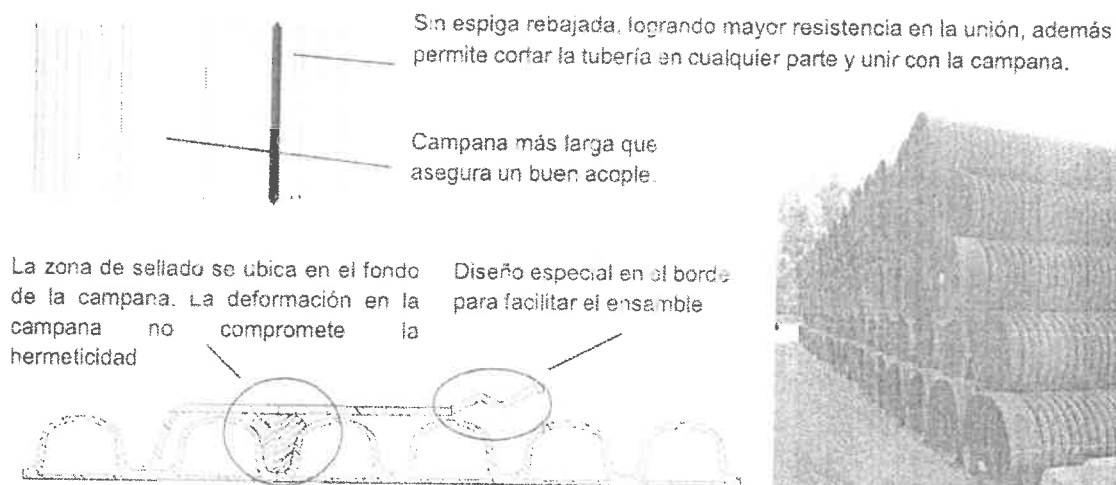 Sin espiga rebajada, logrando mayor resistencia en la unión, además
permite cortar la tubería en cualquier parte y unir con la campana.
Campana más larga que
asegura un buen acople.
La zona de sellado se ubica en el fondo
de la campana. La deformación en la
campana no compromete la
hermeticidad
Diseño especial en el borde
para facilitar el ensamble